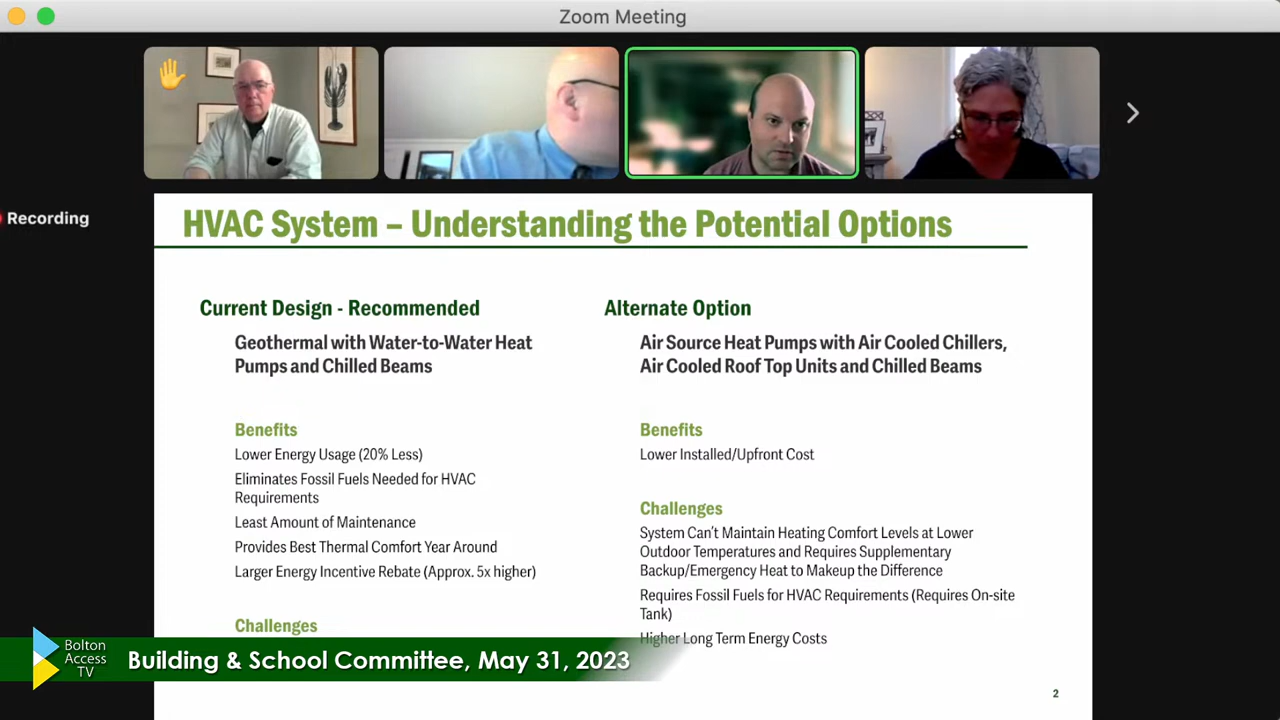 Zoom Meeting
Recording
HVAC System – Understanding the Potential Options
Current Design - Recommended
Geothermal with Water-to-Water Heat
Pumps and Chilled Beams
Benefits
Lower Energy Usage (20% Less)
Eliminates Fossil Fuels Needed for HVAC
Requirements
Least Amount of Maintenance
Provides Best Thermal Comfort Year Around
Larger Energy Incentive Rebate (Approx. 5x higher)
Challenges
Alternate Option
Air Source Heat Pumps with Air Cooled Chillers,
Air Cooled Roof Top Units and Chilled Beams
Benefits
Lower Installed/Upfront Cost
Challenges
System Can't Maintain Heating Comfort Levels at Lower
Outdoor Temperatures and Requires Supplementary
Backup/Emergency Heat to Makeup the Difference
Requires Fossil Fuels for HVAC Requirements (Requires On-site
Tank)
Higher Long Term Energy Costs
2
Bolton
Access
TV
Building & School Committee, May 31, 2023